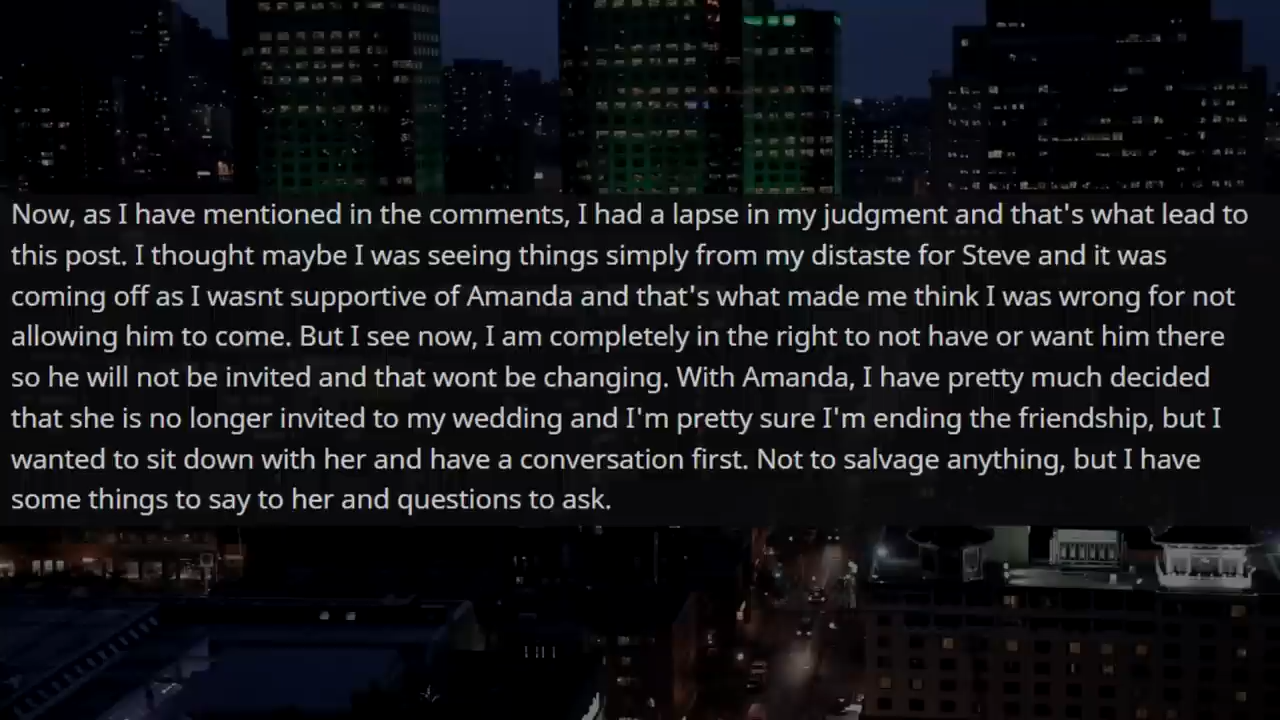 Now, as I have mentioned in the comments, I had a lapse in my judgment and that's what lead to
this post. I thought maybe I was seeing things simply from my distaste for Steve and it was
coming off as I wasnt supportive of Amanda and that's what made me think I was wrong for not
allowing him to come. But I see now, I am completely in the right to not have or want him there
so he will not be invited and that wont be changing. With Amanda, I have pretty much decided
that she is no longer invited to my wedding and I'm pretty sure I'm ending the friendship, but I
wanted to sit down with her and have a conversation first. Not to salvage anything, but I have
some things to say to her and questions to ask.